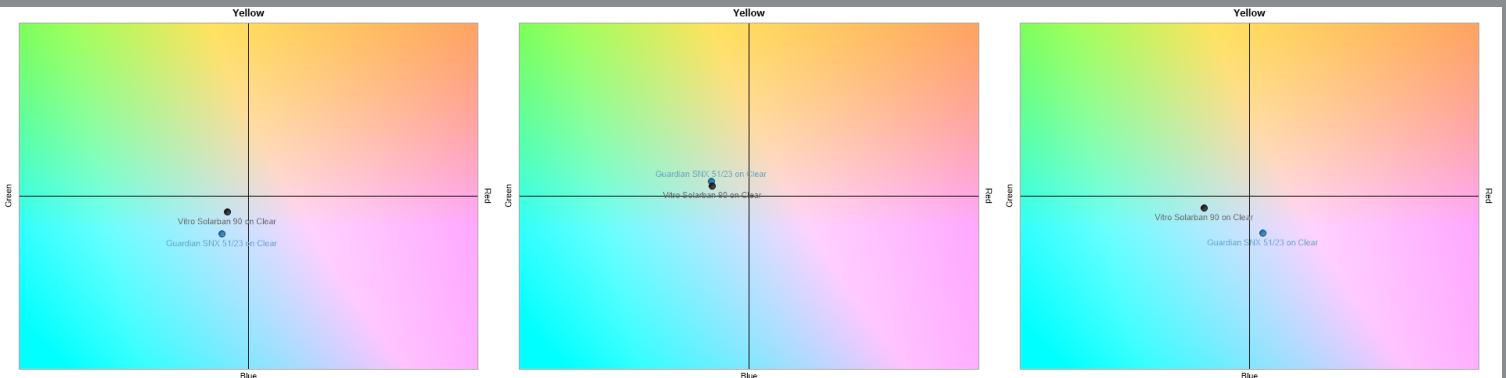 Yellow
Green
Red
Vitro Solarban 90 on Clear
Guardian SNX 51/23 on Clear
Blue
Yellow
Green
Red
Guardian SNX 51/23 on Clear
Vitro Solarban 90 on Clear
Blue
Yellow
Green
Red
Vitro Solarban 90 on Clear
Guardian SNX 51/23 on Clear
Blue